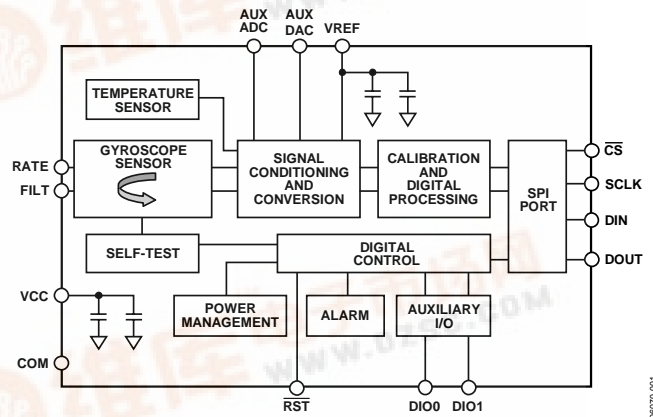 AUX
ADC
AUX
DAC
VREF
TEMPERATURE
SENSOR
RATE
FILT
GYROSCOPE
SENSOR
SIGNAL
CONDITIONING
AND
CONVERSION
CALIBRATION
AND
DIGITAL
PROCESSING
SPI
PORT
CS
SCLK
DIN
DOUT
SELF-TEST
DIGITAL
CONTROL
VCC
POWER
MANAGEMENT
ALARM
AUXILIARY
I/O
COM
RST
DIO0
DIO1